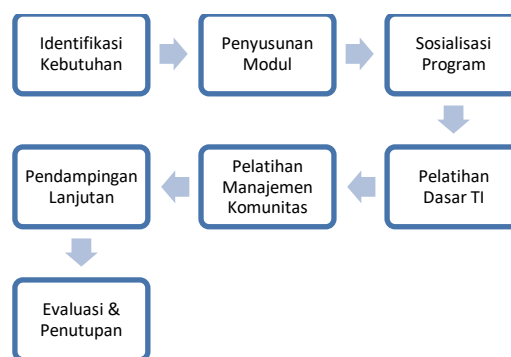 Identifikasi
Kebutuhan
Penyusunan
Modul
Sosialisasi
Program
Pelatihan
Dasar TI
Pelatihan
Manajemen
Komunitas
Pendampingan
Lanjutan
Evaluasi &
Penutupan